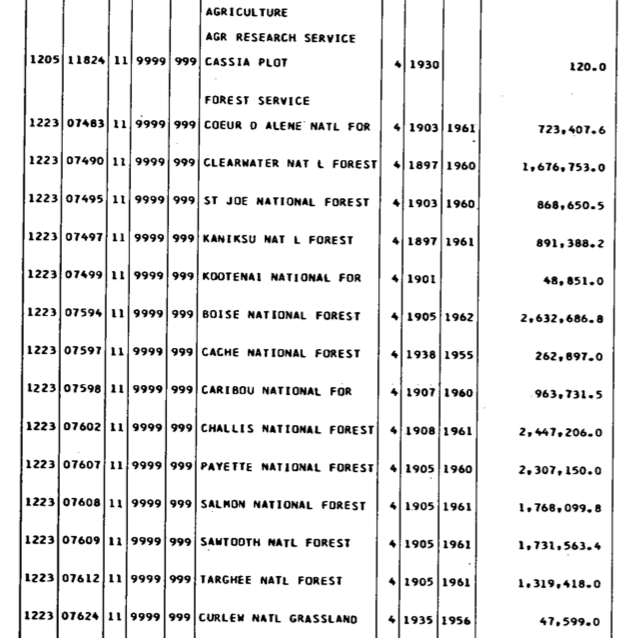 AGRICULTURE
AGR RESEARCH SERVICE
1205 11824 11 9999 999 CASSIA PLOT 4 1930 120.0
FOREST SERVICE
1223 07483 11 9999 999 COEUR D ALENE NATL FOR 4 1903 1961 723,407.6
1223 07490 11 9999 999 CLEARWATER NAT L FOREST 4 1897 1960 1,676,753.0
1223 07495 11 9999 999 ST JOE NATIONAL FOREST 4 1903 1960 868,650.5
1223 07497 11 9999 999 KANIKSU NAT L FOREST 4 1897 1961 891,388.2
1223 07499 11 9999 999 KOOTENAI NATIONAL FOR 4 1901 48,851.0
1223 07594 11 9999 999 BOISE NATIONAL FOREST 4 1905 1962 2,632,686.8
1223 07597 11 9999 999 CACHE NATIONAL FOREST 4 1938 1955 262,897.0
1223 07598 11 9999 999 CARIBOU NATIONAL FOR 4 1907 1960 963,731.5
1223 07602 11 9999 999 CHALLIS NATIONAL FOREST 4 1908 1961 2,447,206.0
1223 07607 11 9999 999 PAYETTE NATIONAL FOREST 4 1905 1960 2,307,150.0
1223 07608 11 9999 999 SALMON NATIONAL FOREST 4 1905 1961 1,768,099.8
1223 07609 11 9999 999 SAWTOOTH NATL FOREST 4 1905 1961 1,731,563.4
1223 07612 11 9999 999 TARGHEE NATL FOREST 4 1905 1961 1,319,418.0
1223 07624 11 9999 999 CURLEW NATL GRASSLAND 4 1935 1956 47,599.0